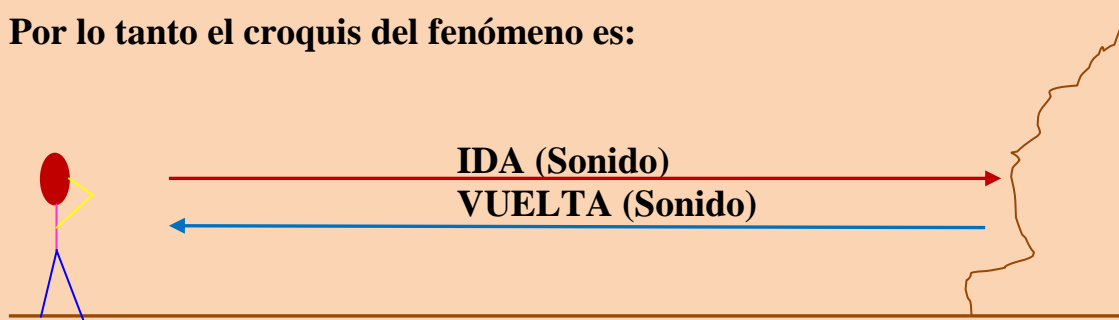 Por lo tanto el croquis del fenómeno es:
IDA (Sonido)
VUELTA (Sonido)